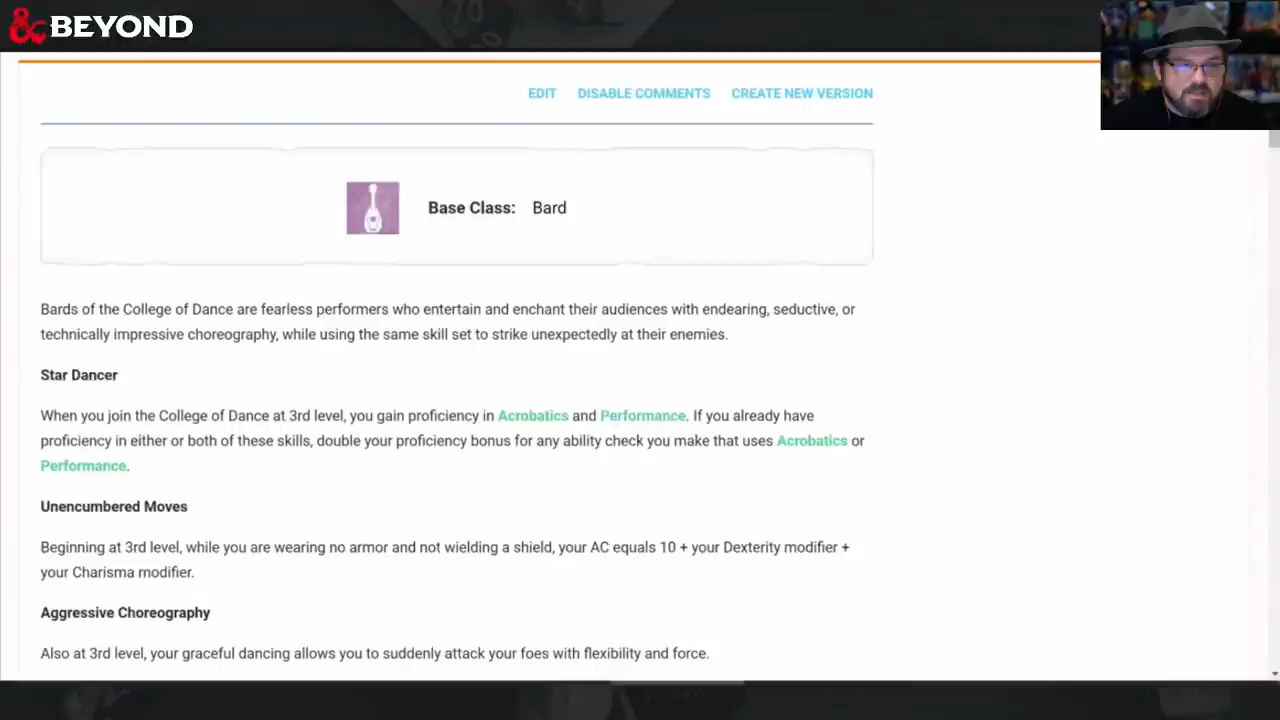 & BEYOND
EDIT DISABLE COMMENTS CREATE NEW VERSION
Base Class: Bard
Bards of the College of Dance are fearless performers who entertain and enchant their audiences with endearing, seductive, or
technically impressive choreography, while using the same skill set to strike unexpectedly at their enemies.
Star Dancer
When you join the College of Dance at 3rd level, you gain proficiency in Acrobatics and Performance. If you already have
proficiency in either or both of these skills, double your proficiency bonus for any ability check you make that uses Acrobatics or
Performance.
Unencumbered Moves
Beginning at 3rd level, while you are wearing no armor and not wielding a shield, your AC equals 10 + your Dexterity modifier +
your Charisma modifier.
Aggressive Choreography
Also at 3rd level, your graceful dancing allows you to suddenly attack your foes with flexibility and force.